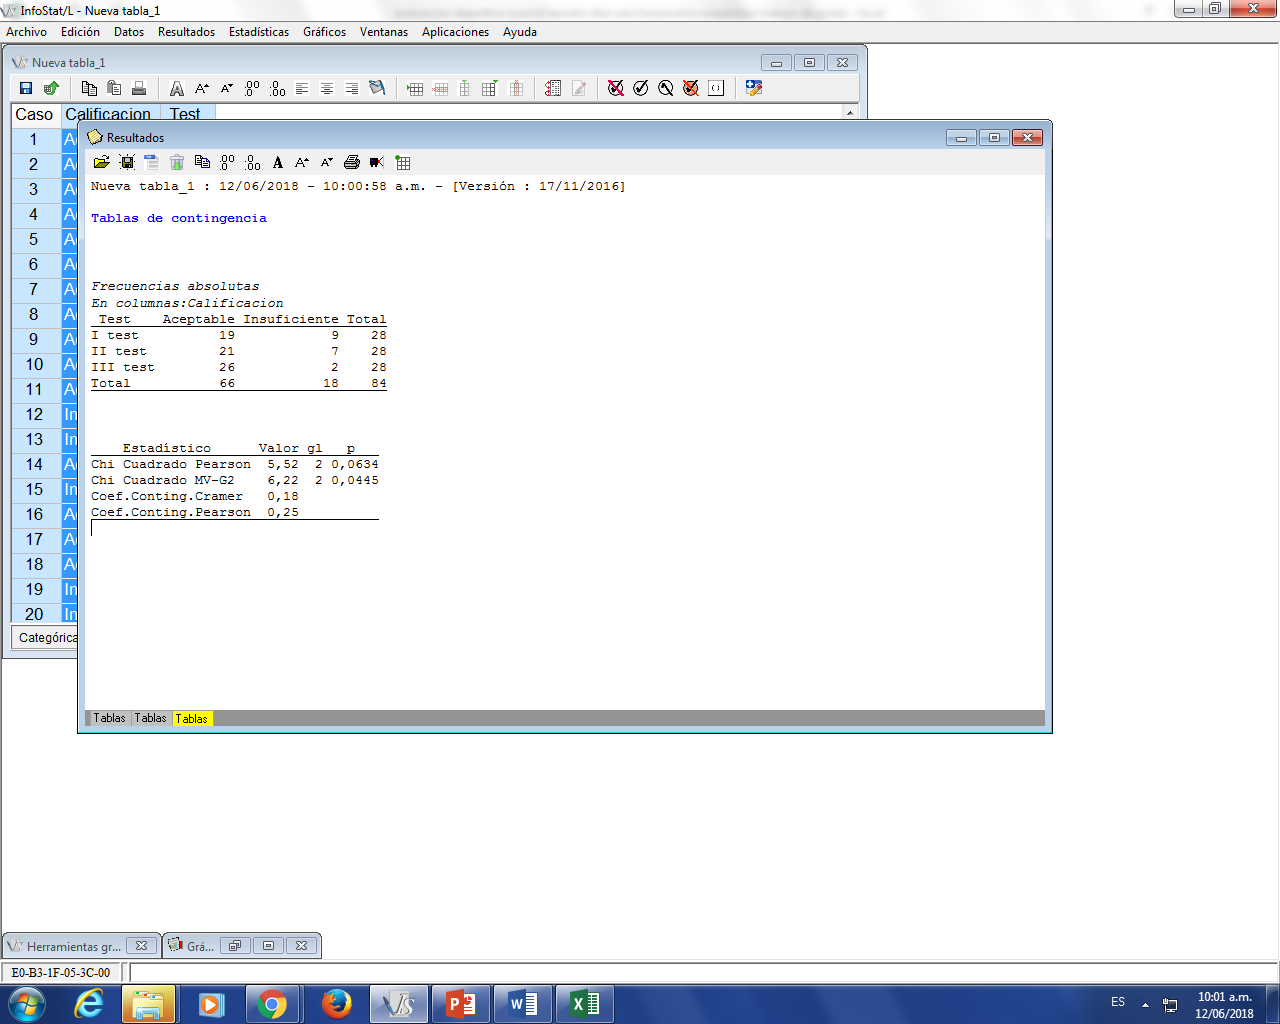 InfoStat/L - Nueva tabla_1
Archivo Edición Datos Resultados Estadísticas Gráficos Ventanas Aplicaciones Ayuda
Nueva tabla_1
Caso Calificacion Test
1
2
3
4
5
6
7
8
9
10
11
12
13
14
15
16
17
18
19
20
Categórica
Resultados
Nueva tabla_1 : 12/06/2018 - 10:00:58 a.m. - [Versión : 17/11/2016]
Tablas de contingencia
Frecuencias absolutas
En columnas:Calificacion
Test Aceptable Insuficiente Total
I test 19 9 28
II test 21 7 28
III test 26 2 28
Total 66 18 84
Estadístico Valor gl p
Chi Cuadrado Pearson 5,52 2 0,0634
Chi Cuadrado MV-G2 6,22 2 0,0445
Coef.Conting.Cramer 0,18
Coef.Conting.Pearson 0,25
Tablas Tablas Tablas
Herramientas gr... Grá...
E0-B3-1F-05-3C-00
ES 10:01 a.m.
12/06/2018